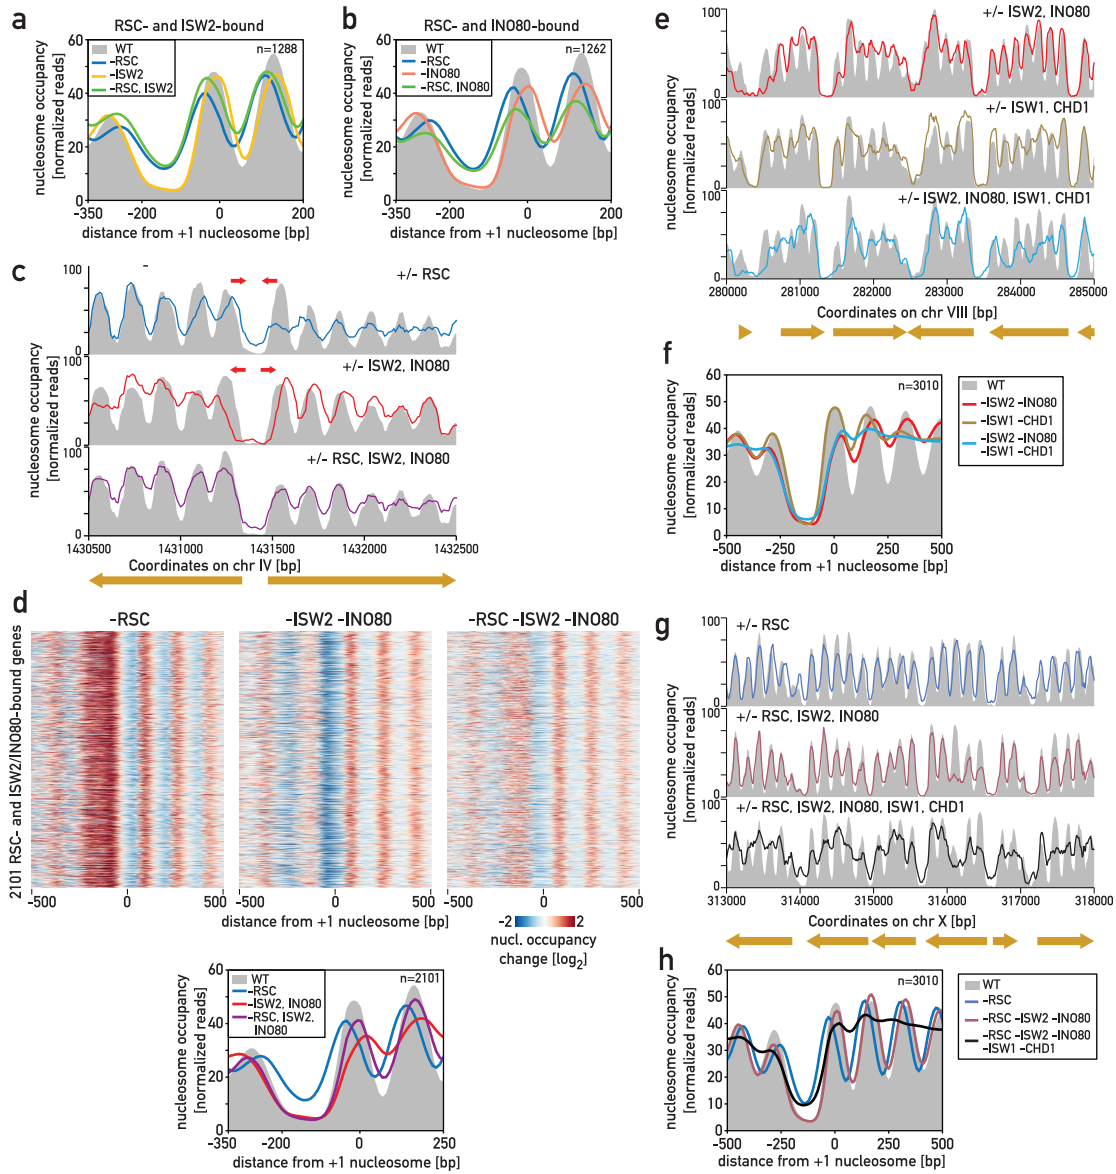 a
RSC- and ISW2-bound
nucleosome occupancy
[normalized reads]
60
40
20
0
WT
-RSC
-ISW2
-RSC, ISW2
n=1288
-350
-200
0
200
distance from +1 nucleosome [bp]
b
RSC- and INO80-bound
nucleosome occupancy
[normalized reads]
60
40
20
0
WT
-RSC
-INO80
-RSC, INO80
n=1262
-350
-200
0
200
distance from +1 nucleosome [bp]
c
nucleosome occupancy
[normalized reads]
100
+/- RSC
0
100
+/- ISW2, INO80
0
100
+/- RSC, ISW2, INO80
0
1430500
1431000
1431500
1432000
1432500
Coordinates on chr IV [bp]
d
-RSC
-ISW2 -INO80
-RSC -ISW2 -INO80
2101 RSC- and ISW2/INO80-bound genes
-500 0 500
-500 0 500
-500 0 500
distance from +1 nucleosome [bp]
-2 2
nucl. occupancy
change [log2]
nucleosome occupancy
[normalized reads]
60
50
40
30
20
10
0
WT
-RSC
-ISW2, INO80
-RSC, ISW2,
INO80
n=2101
-350
-200
0
250
distance from +1 nucleosome [bp]
e
nucleosome occupancy
[normalized reads]
100
+/- ISW2, INO80
0
100
+/- ISW1, CHD1
0
100
+/- ISW2, INO80, ISW1, CHD1
0
280000
281000
282000
283000
284000
285000
Coordinates on chr VIII [bp]
f
nucleosome occupancy
[normalized reads]
60
50
40
30
20
10
0
n=3010
WT
-ISW2 -INO80
-ISW1 -CHD1
-ISW2 -INO80
-ISW1 -CHD1
-500
-250
0
250
500
distance from +1 nucleosome [bp]
g
nucleosome occupancy
[normalized reads]
100
+/- RSC
0
100
+/- RSC, ISW2, INO80
0
100
+/- RSC, ISW2, INO80, ISW1, CHD1
0
313000
314000
315000
316000
317000
318000
Coordinates on chr X [bp]
h
nucleosome occupancy
[normalized reads]
60
50
40
30
20
10
0
n=3010
WT
-RSC
-RSC -ISW2 -INO80
-RSC -ISW2 -INO80
-ISW1 -CHD1
-500
-250
0
250
500
distance from +1 nucleosome [bp]